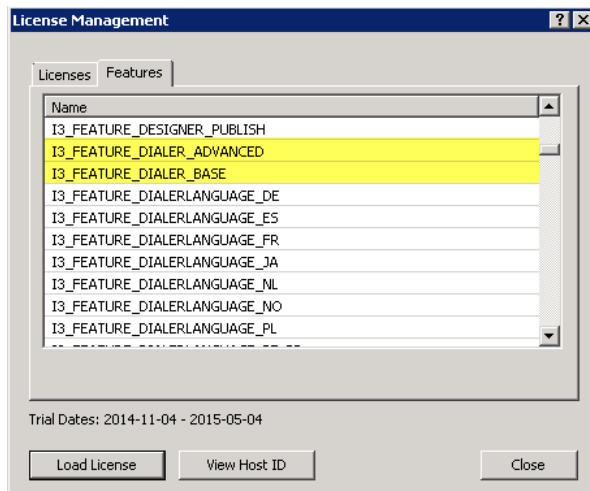 License Management
Licenses Features
Name
I3_FEATURE_DESIGNER_PUBLISH
I3_FEATURE_DIALER_ADVANCED
I3_FEATURE_DIALER_BASE
I3_FEATURE_DIALERLANGUAGE_DE
I3_FEATURE_DIALERLANGUAGE_ES
I3_FEATURE_DIALERLANGUAGE_FR
I3_FEATURE_DIALERLANGUAGE_JA
I3_FEATURE_DIALERLANGUAGE_NL
I3_FEATURE_DIALERLANGUAGE_NO
I3_FEATURE_DIALERLANGUAGE_PL
Trial Dates: 2014-11-04 - 2015-05-04
Load License View Host ID Close